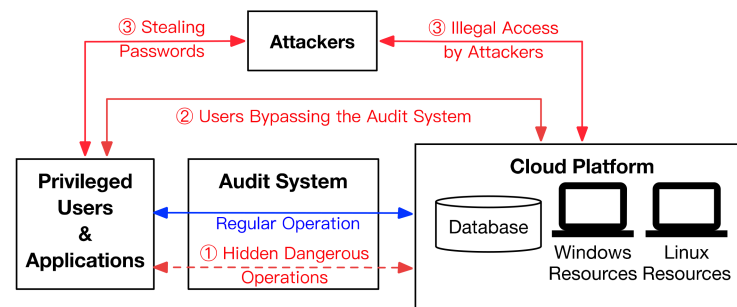 ③ Stealing
Passwords
Attackers
③ Illegal Access
by Attackers
② Users Bypassing the Audit System
Privileged
Users
&
Applications
Audit System
Regular Operation
① Hidden Dangerous
Operations
Cloud Platform
Database
Windows
Resources
Linux
Resources